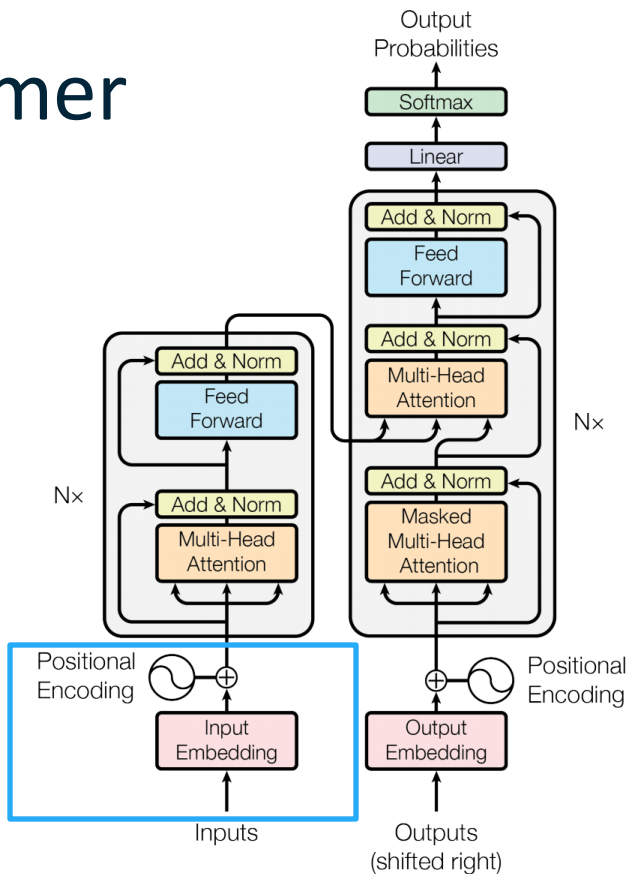 mer
Output
Probabilities
Softmax
Linear
Add & Norm
Feed
Forward
Add & Norm
Multi-Head
Attention
Nx
Add & Norm
Masked
Multi-Head
Attention
Positional
Encoding
Output
Embedding
Outputs
(shifted right)
Add & Norm
Feed
Forward
Nx
Add & Norm
Multi-Head
Attention
Positional
Encoding
Input
Embedding
Inputs